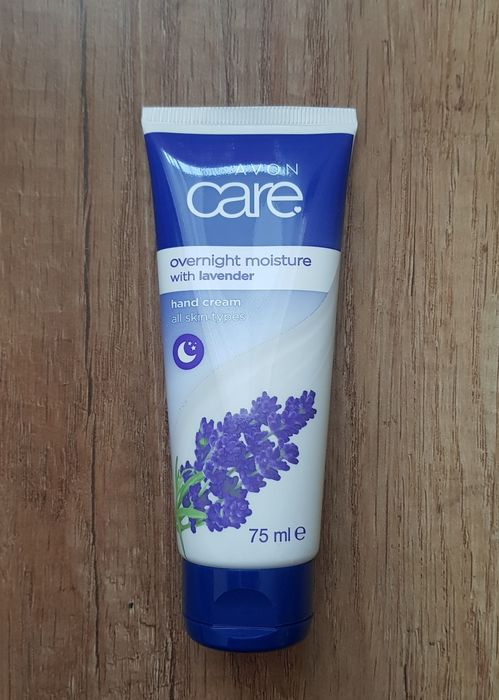 AVON
care
overnight moisture
with lavender
hand cream
all skin types
75 ml e